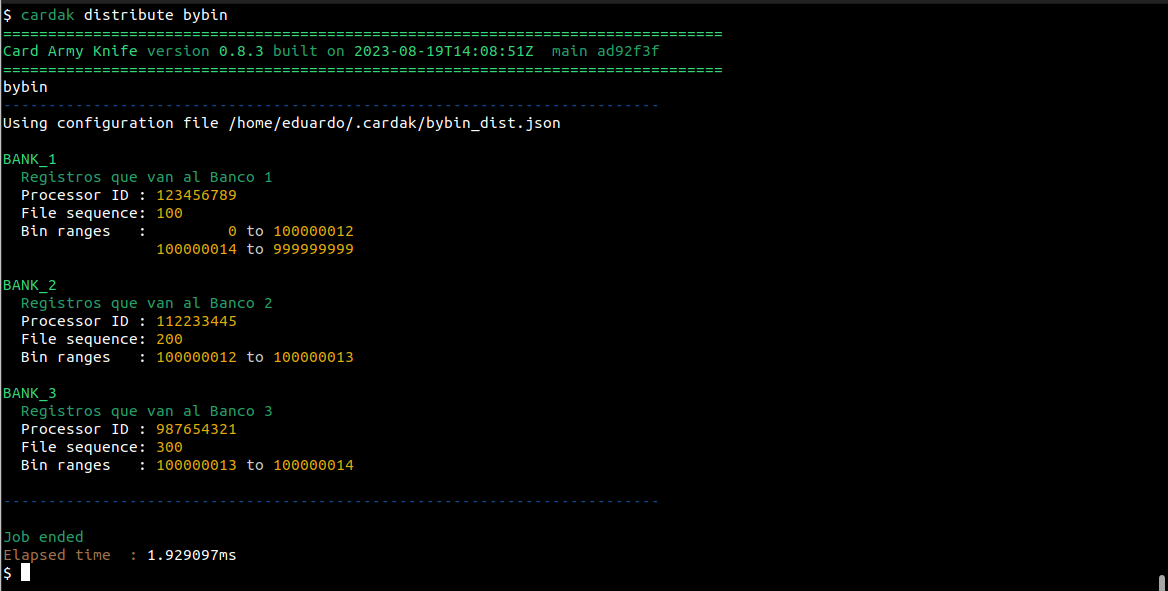 $ cardak distribute bybin
================================================================================
Card Army Knife version 0.8.3 built on 2023-08-19T14:08:51Z  main ad92f3f
================================================================================
bybin
-------------------------------------------------------------------------
Using configuration file /home/eduardo/.cardak/bybin_dist.json

BANK_1
  Registros que van al Banco 1
  Processor ID : 123456789
  File sequence: 100
  Bin ranges   :         0 to 100000012
                 100000014 to 999999999

BANK_2
  Registros que van al Banco 2
  Processor ID : 112233445
  File sequence: 200
  Bin ranges   : 100000012 to 100000013

BANK_3
  Registros que van al Banco 3
  Processor ID : 987654321
  File sequence: 300
  Bin ranges   : 100000013 to 100000014

-------------------------------------------------------------------------

Job ended
Elapsed time  : 1.929097ms
$